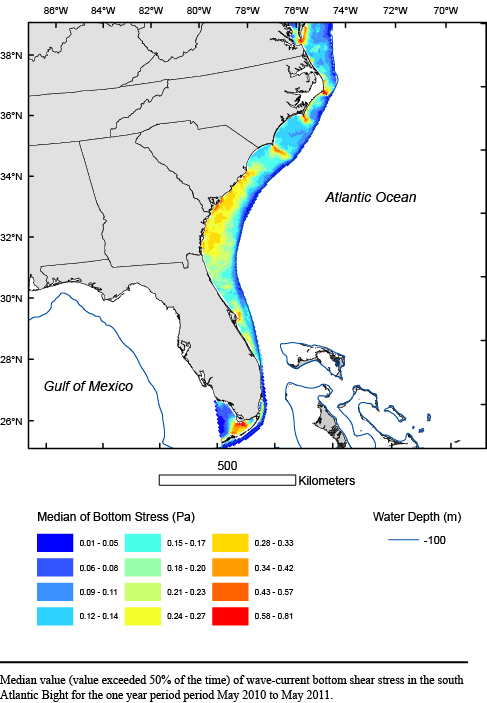 86°W 84°W 82°W 80°W 78°W 76°W 74°W 72°W 70°W
38°N
36°N
34°N
Atlantic Ocean
32°N
30°N
28°N
Gulf of Mexico
26°N
500
Kilometers
Median of Bottom Stress (Pa) Water Depth (m)
0.01 - 0.05 0.15 - 0.17 0.28 - 0.33 -100
0.06 - 0.08 0.18 - 0.20 0.34 - 0.42
0.09 - 0.11 0.21 - 0.23 0.43 - 0.57
0.12 - 0.14 0.24 - 0.27 0.58 - 0.81
Median value (value exceeded 50% of the time) of wave-current bottom shear stress in the south
Atlantic Bight for the one year period period May 2010 to May 2011.